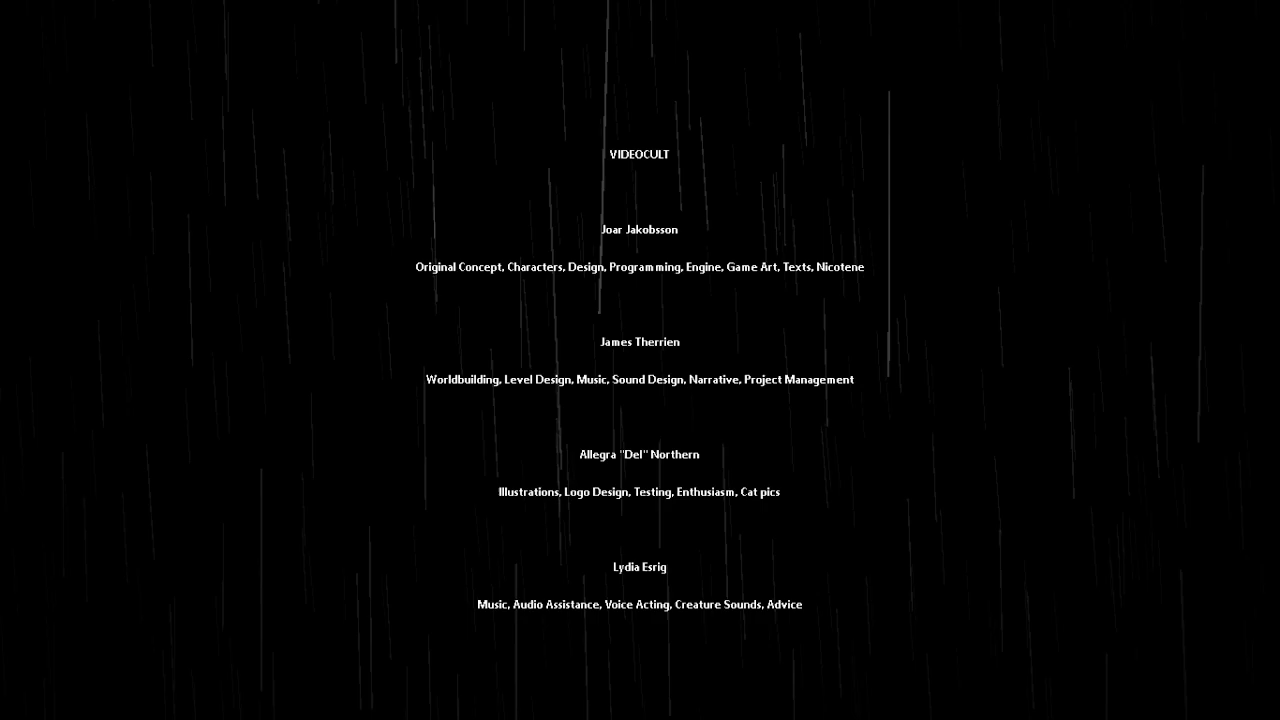 VIDEOCULT
Joar Jakobsson
Original Concept, Characters, Design, Programming, Engine, Game Art, Texts, Nicotene
James Therrien
Worldbuilding, Level Design, Music, Sound Design, Narrative, Project Management
Allegra "Del" Northern
Illustrations, Logo Design, Testing, Enthusiasm, Cat pics
Lydia Esrig
Music, Audio Assistance, Voice Acting, Creature Sounds, Advice